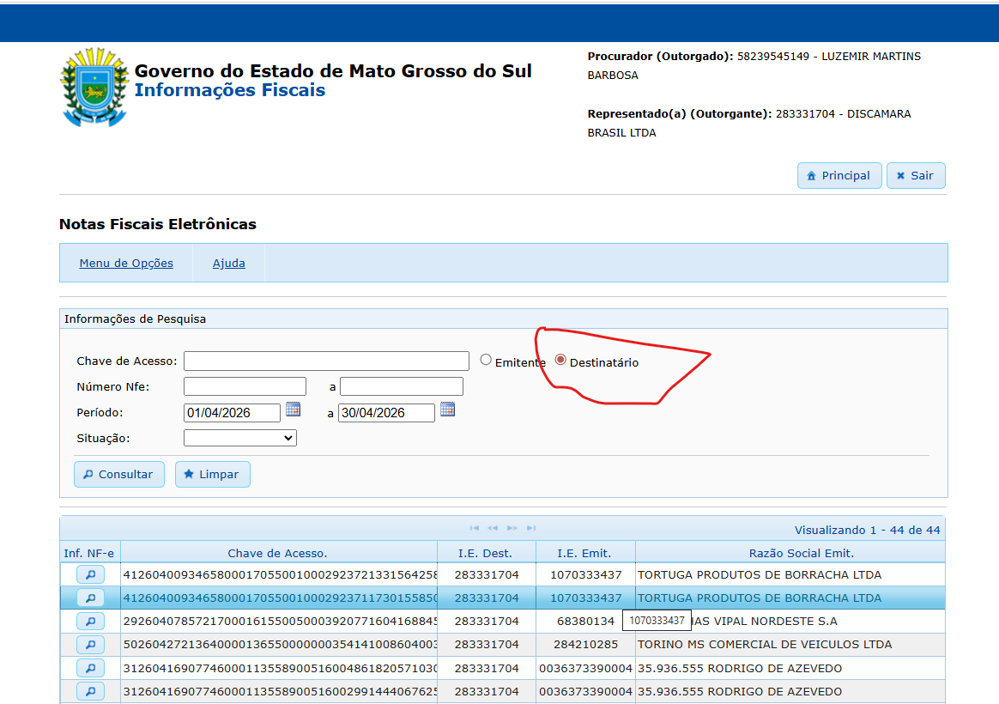 Governo do Estado de Mato Grosso do Sul
Informações Fiscais
Procurador (Outorgado): 58239545149 - LUZEMIR MARTINS
BARBOSA
Representado(a) (Outorgante): 283331704 - DISCAMARA
BRASIL LTDA
Principal Sair
Notas Fiscais Eletrônicas
Menu de Opções Ajuda
Informações de Pesquisa
Chave de Acesso: Emitente Destinatário
Número Nfe: a
Período: 01/04/2026 a 30/04/2026
Situação:
Consultar Limpar
Visualizando 1 - 44 de 44
Inf. NF-e Chave de Acesso. I.E. Dest. I.E. Emit. Razão Social Emit.
41260400934658000170550010002923721331564258 283331704 1070333437 TORTUGA PRODUTOS DE BORRACHA LTDA
4126040093465800017055001000292371173015585 283331704 1070333437 TORTUGA PRODUTOS DE BORRACHA LTDA
29260407857217000161550050003920771604168845 283331704 68380134 1070333437 AS VIPAL NORDESTE S.A
5026042721364000013655000000035414100860400 283331704 284210285 TORINO MS COMERCIAL DE VEICULOS LTDA
3126041690774600011355890051600486182057103 283331704 0036373390004 35.936.555 RODRIGO DE AZEVEDO
31260416907746000113558900516002991444067625 283331704 0036373390004 35.936.555 RODRIGO DE AZEVEDO